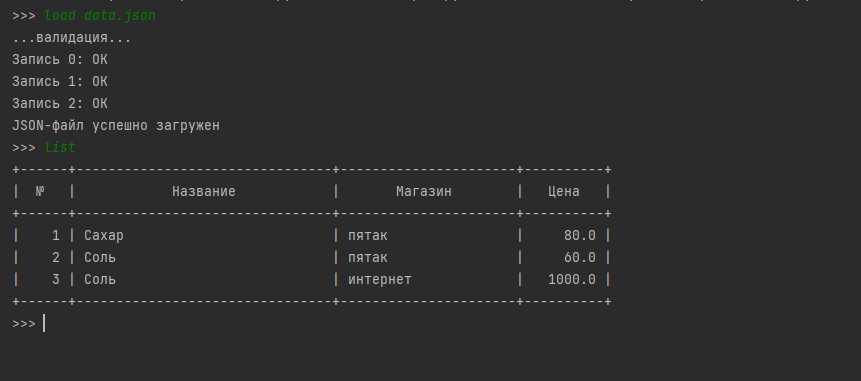 >>> load data.json
...валидация...
Запись 0: OK
Запись 1: OK
Запись 2: OK
JSON-файл успешно загружен
>>> list
+------+--------------------------------+----------------------+----------+
|  №   |            Название            |       Магазин        |   Цена   |
+------+--------------------------------+----------------------+----------+
|    1 | Сахар                          | пятак                |     80.0 |
|    2 | Соль                           | пятак                |     60.0 |
|    3 | Соль                           | интернет             |   1000.0 |
+------+--------------------------------+----------------------+----------+
>>>